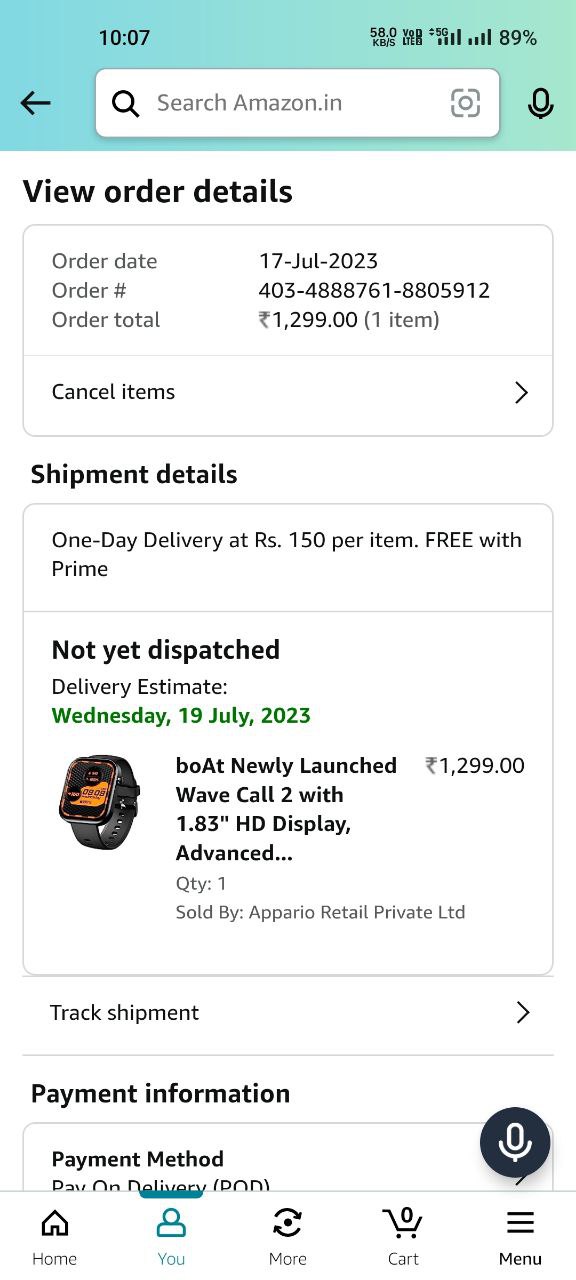 10:07
58.0 KB/S VoD LTE 5G 89%
Search Amazon.in
View order details
Order date 17-Jul-2023
Order # 403-4888761-8805912
Order total ₹1,299.00 (1 item)
Cancel items
Shipment details
One-Day Delivery at Rs. 150 per item. FREE with
Prime
Not yet dispatched
Delivery Estimate:
Wednesday, 19 July, 2023
boAt Newly Launched ₹1,299.00
Wave Call 2 with
1.83" HD Display,
Advanced...
Qty: 1
Sold By: Appario Retail Private Ltd
Track shipment
Payment information
Payment Method
Pay On Delivery (POD)
0
Home You More Cart Menu